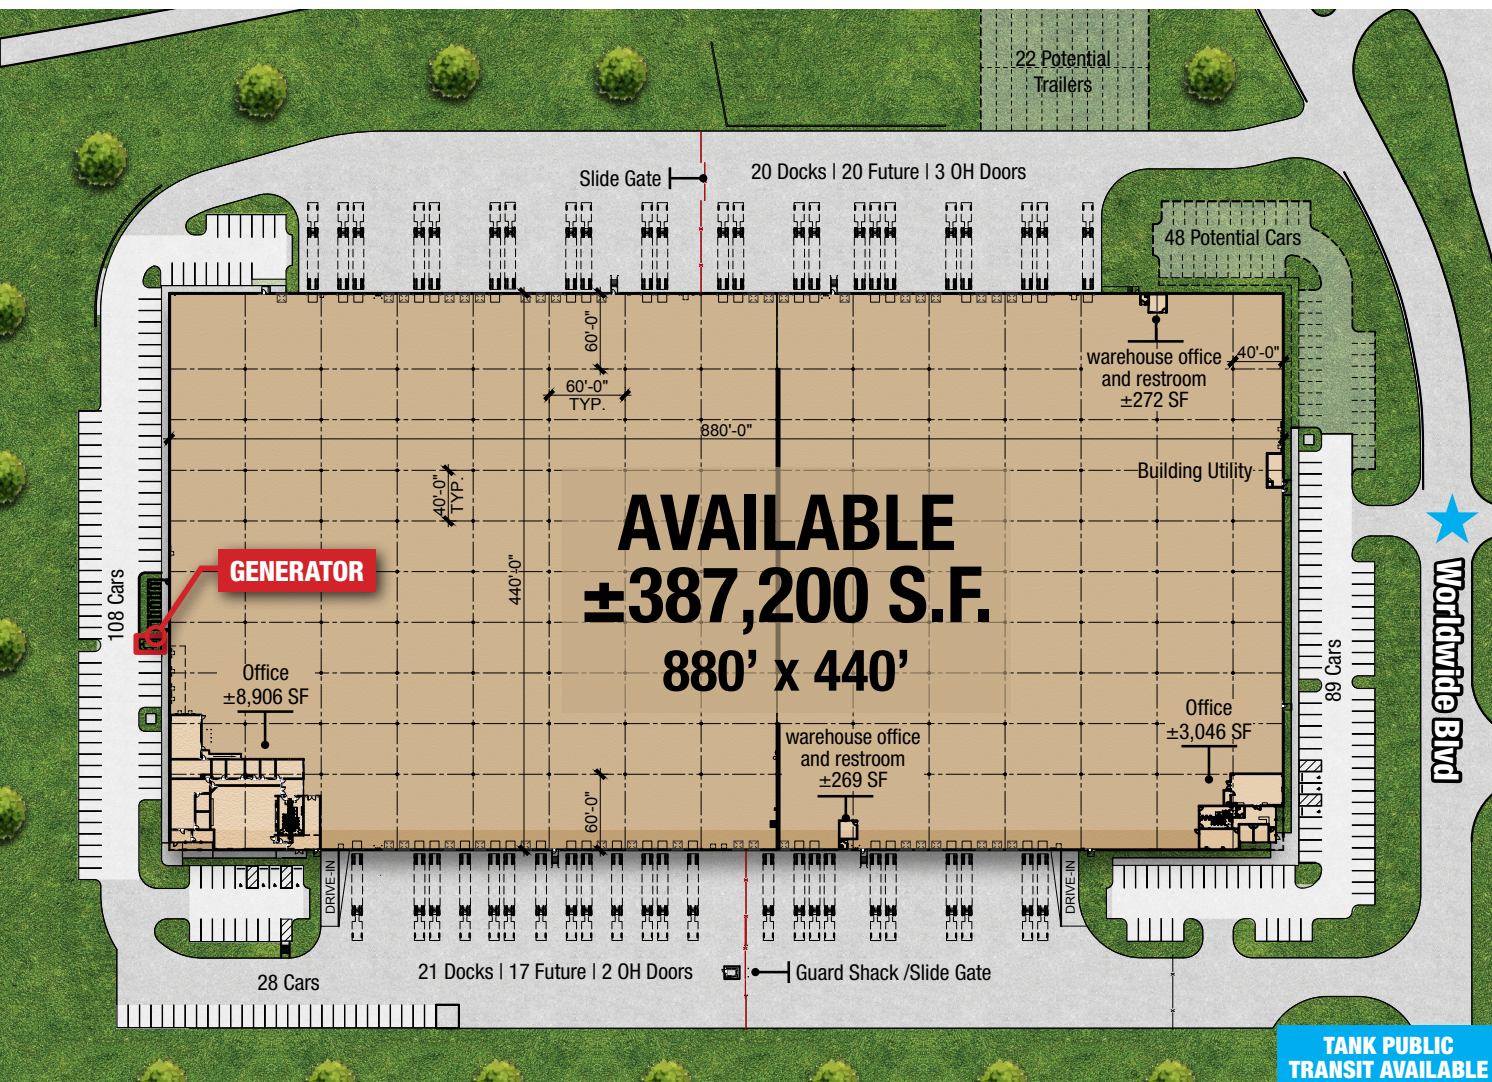 22 Potential
Trailers
Slide Gate
20 Docks | 20 Future | 3 OH Doors
48 Potential Cars
60'-0"
60'-0"
TYP.
880'-0"
warehouse office
and restroom
±272 SF
40'-0"
40'-0"
TYP.
Building Utility
AVAILABLE
±387,200 S.F.
880’ x 440’
440'-0"
GENERATOR
108 Cars
Office
±8,906 SF
warehouse office
and restroom
±269 SF
60'-0"
Office
±3,046 SF
89 Cars
Worldwide Blvd
DRIVE-IN
DRIVE-IN
28 Cars
21 Docks | 17 Future | 2 OH Doors
Guard Shack /Slide Gate
TANK PUBLIC
TRANSIT AVAILABLE